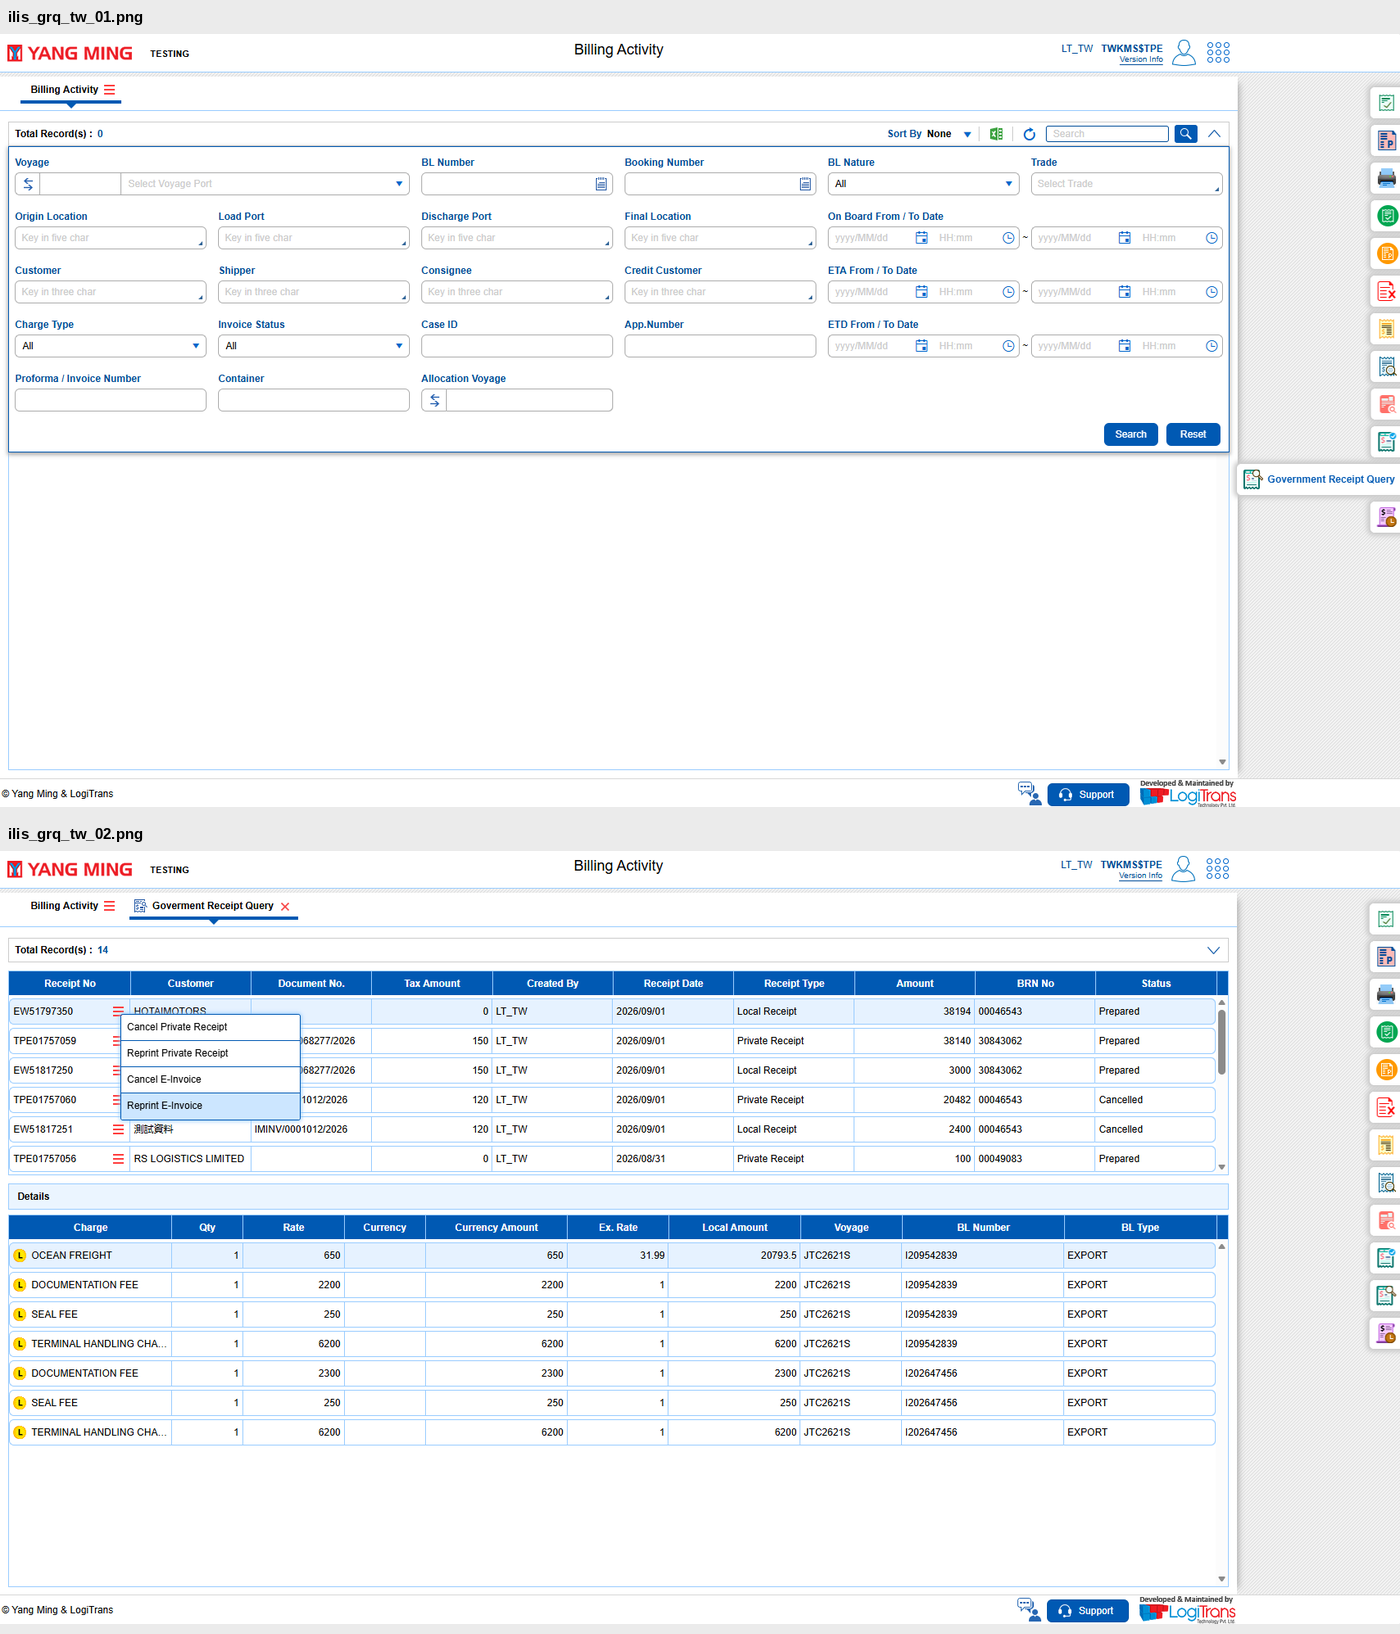 ilis_grq_tw_01.png
YANG MING TESTING Billing Activity LT_TW TWKMS$TPE
Version Info
Billing Activity
Total Record(s) : 0 Sort By None Search
Voyage BL Number Booking Number BL Nature Trade
Select Voyage Port All Select Trade
Origin Location Load Port Discharge Port Final Location On Board From / To Date
Key in five char Key in five char Key in five char Key in five char yyyy/MM/dd HH:mm ~ yyyy/MM/dd HH:mm
Customer Shipper Consignee Credit Customer ETA From / To Date
Key in three char Key in three char Key in three char Key in three char yyyy/MM/dd HH:mm ~ yyyy/MM/dd HH:mm
Charge Type Invoice Status Case ID App.Number ETD From / To Date
All All yyyy/MM/dd HH:mm ~ yyyy/MM/dd HH:mm
Proforma / Invoice Number Container Allocation Voyage
Search Reset
Government Receipt Query
© Yang Ming & LogiTrans Support Developed & Maintained by
LogiTrans
Technology Pvt. Ltd.
ilis_grq_tw_02.png
YANG MING TESTING Billing Activity LT_TW TWKMS$TPE
Version Info
Billing Activity Goverment Receipt Query
Total Record(s) : 14
Receipt No Customer Document No. Tax Amount Created By Receipt Date Receipt Type Amount BRN No Status
EW51797350 HOTAIMOTORS 0 LT_TW 2026/09/01 Local Receipt 38194 00046543 Prepared
Cancel Private Receipt
TPE01757059 068277/2026 150 LT_TW 2026/09/01 Private Receipt 38140 30843062 Prepared
Reprint Private Receipt
EW51817250 068277/2026 150 LT_TW 2026/09/01 Local Receipt 3000 30843062 Prepared
Cancel E-Invoice
TPE01757060 1012/2026 120 LT_TW 2026/09/01 Private Receipt 20482 00046543 Cancelled
Reprint E-Invoice
EW51817251 測試資料 IMINV/0001012/2026 120 LT_TW 2026/09/01 Local Receipt 2400 00046543 Cancelled
TPE01757056 RS LOGISTICS LIMITED 0 LT_TW 2026/08/31 Private Receipt 100 00049083 Prepared
Details
Charge Qty Rate Currency Currency Amount Ex. Rate Local Amount Voyage BL Number BL Type
L OCEAN FREIGHT 1 650 650 31.99 20793.5 JTC2621S I209542839 EXPORT
L DOCUMENTATION FEE 1 2200 2200 1 2200 JTC2621S I209542839 EXPORT
L SEAL FEE 1 250 250 1 250 JTC2621S I209542839 EXPORT
L TERMINAL HANDLING CHA... 1 6200 6200 1 6200 JTC2621S I209542839 EXPORT
L DOCUMENTATION FEE 1 2300 2300 1 2300 JTC2621S I202647456 EXPORT
L SEAL FEE 1 250 250 1 250 JTC2621S I202647456 EXPORT
L TERMINAL HANDLING CHA... 1 6200 6200 1 6200 JTC2621S I202647456 EXPORT
© Yang Ming & LogiTrans Support Developed & Maintained by
LogiTrans
Technology Pvt. Ltd.